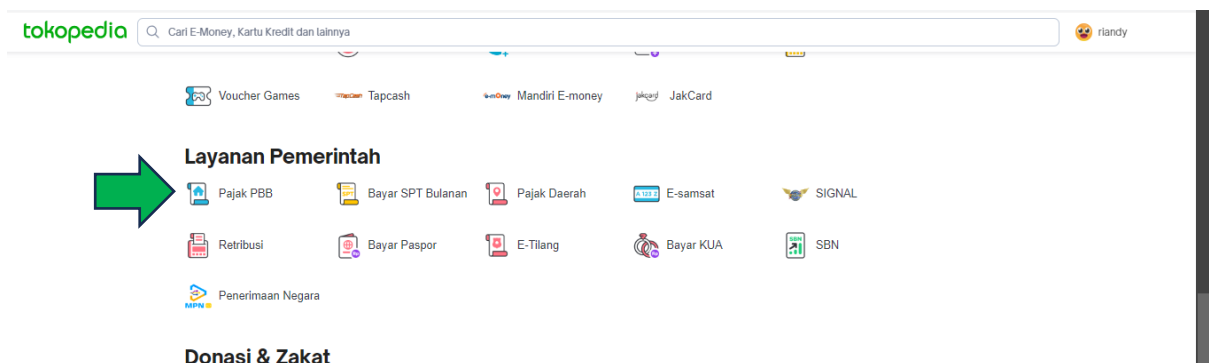 tokopedia Cari E-Money, Kartu Kredit dan lainnya riandy
Voucher Games Tapcash Mandiri E-money JakCard
Layanan Pemerintah
Pajak PBB Bayar SPT Bulanan Pajak Daerah E-samsat SIGNAL
Retribusi Bayar Paspor E-Tilang Bayar KUA SBN
MPN Penerimaan Negara
Donasi & Zakat